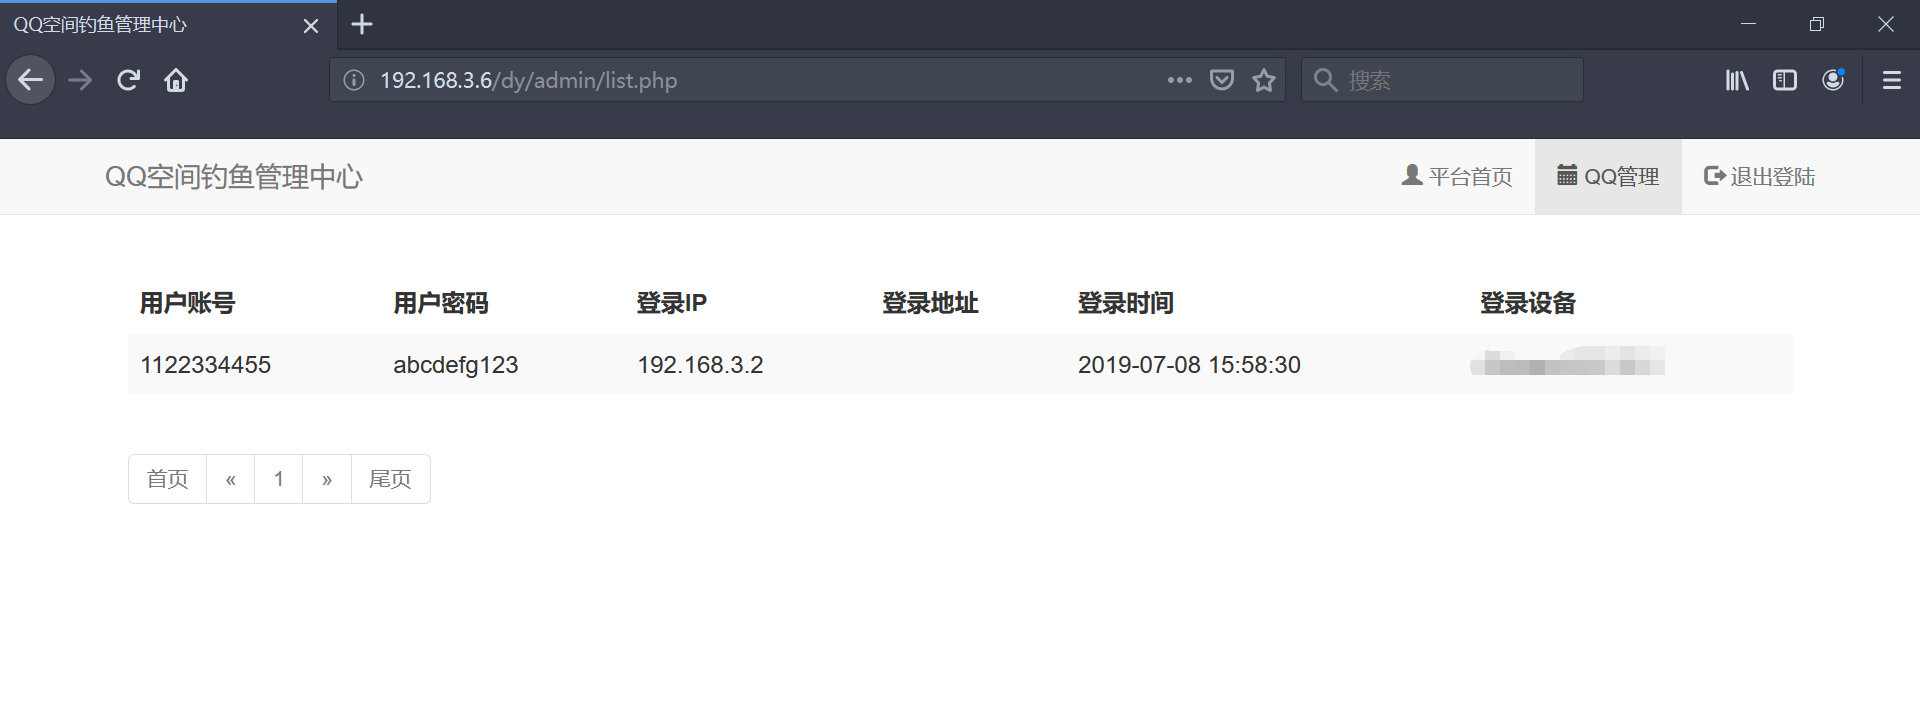 QQ空间钓鱼管理中心
192.168.3.6/dy/admin/list.php
搜索
QQ空间钓鱼管理中心 平台首页 QQ管理 退出登陆
用户账号 用户密码 登录IP 登录地址 登录时间 登录设备
1122334455 abcdefg123 192.168.3.2 2019-07-08 15:58:30
首页 « 1 » 尾页